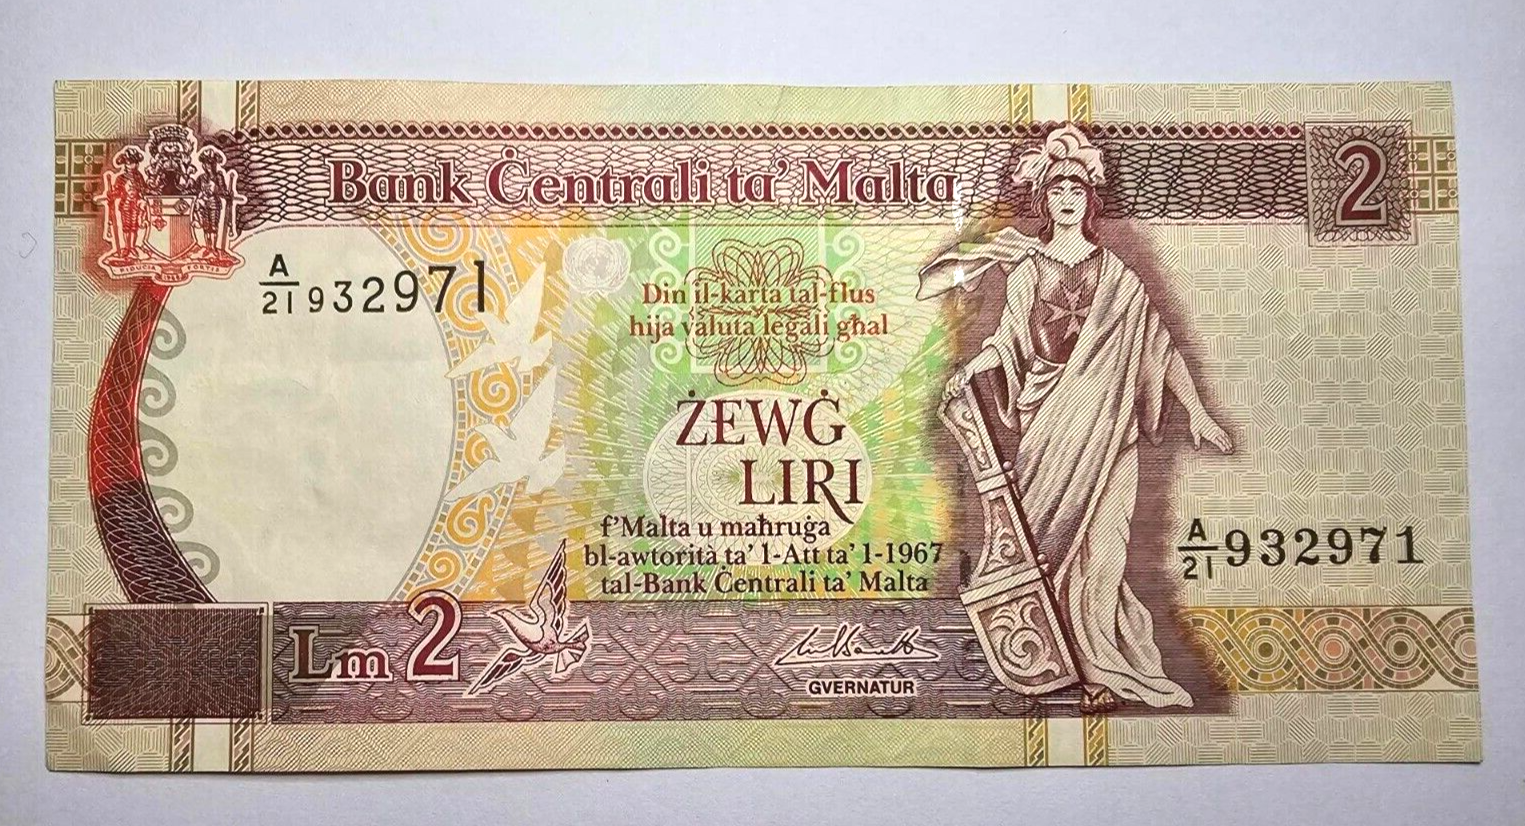 Bank Ċentrali ta' Malta
2
A/21 932971
Din il-karta tal-flus
hija valuta legali għal
ŻEWĠ
LIRI
f'Malta u maħruġa
bl-awtorità ta' l-Att ta' l-1967
tal-Bank Ċentrali ta' Malta
A/21 932971
Lm 2
GVERNATUR